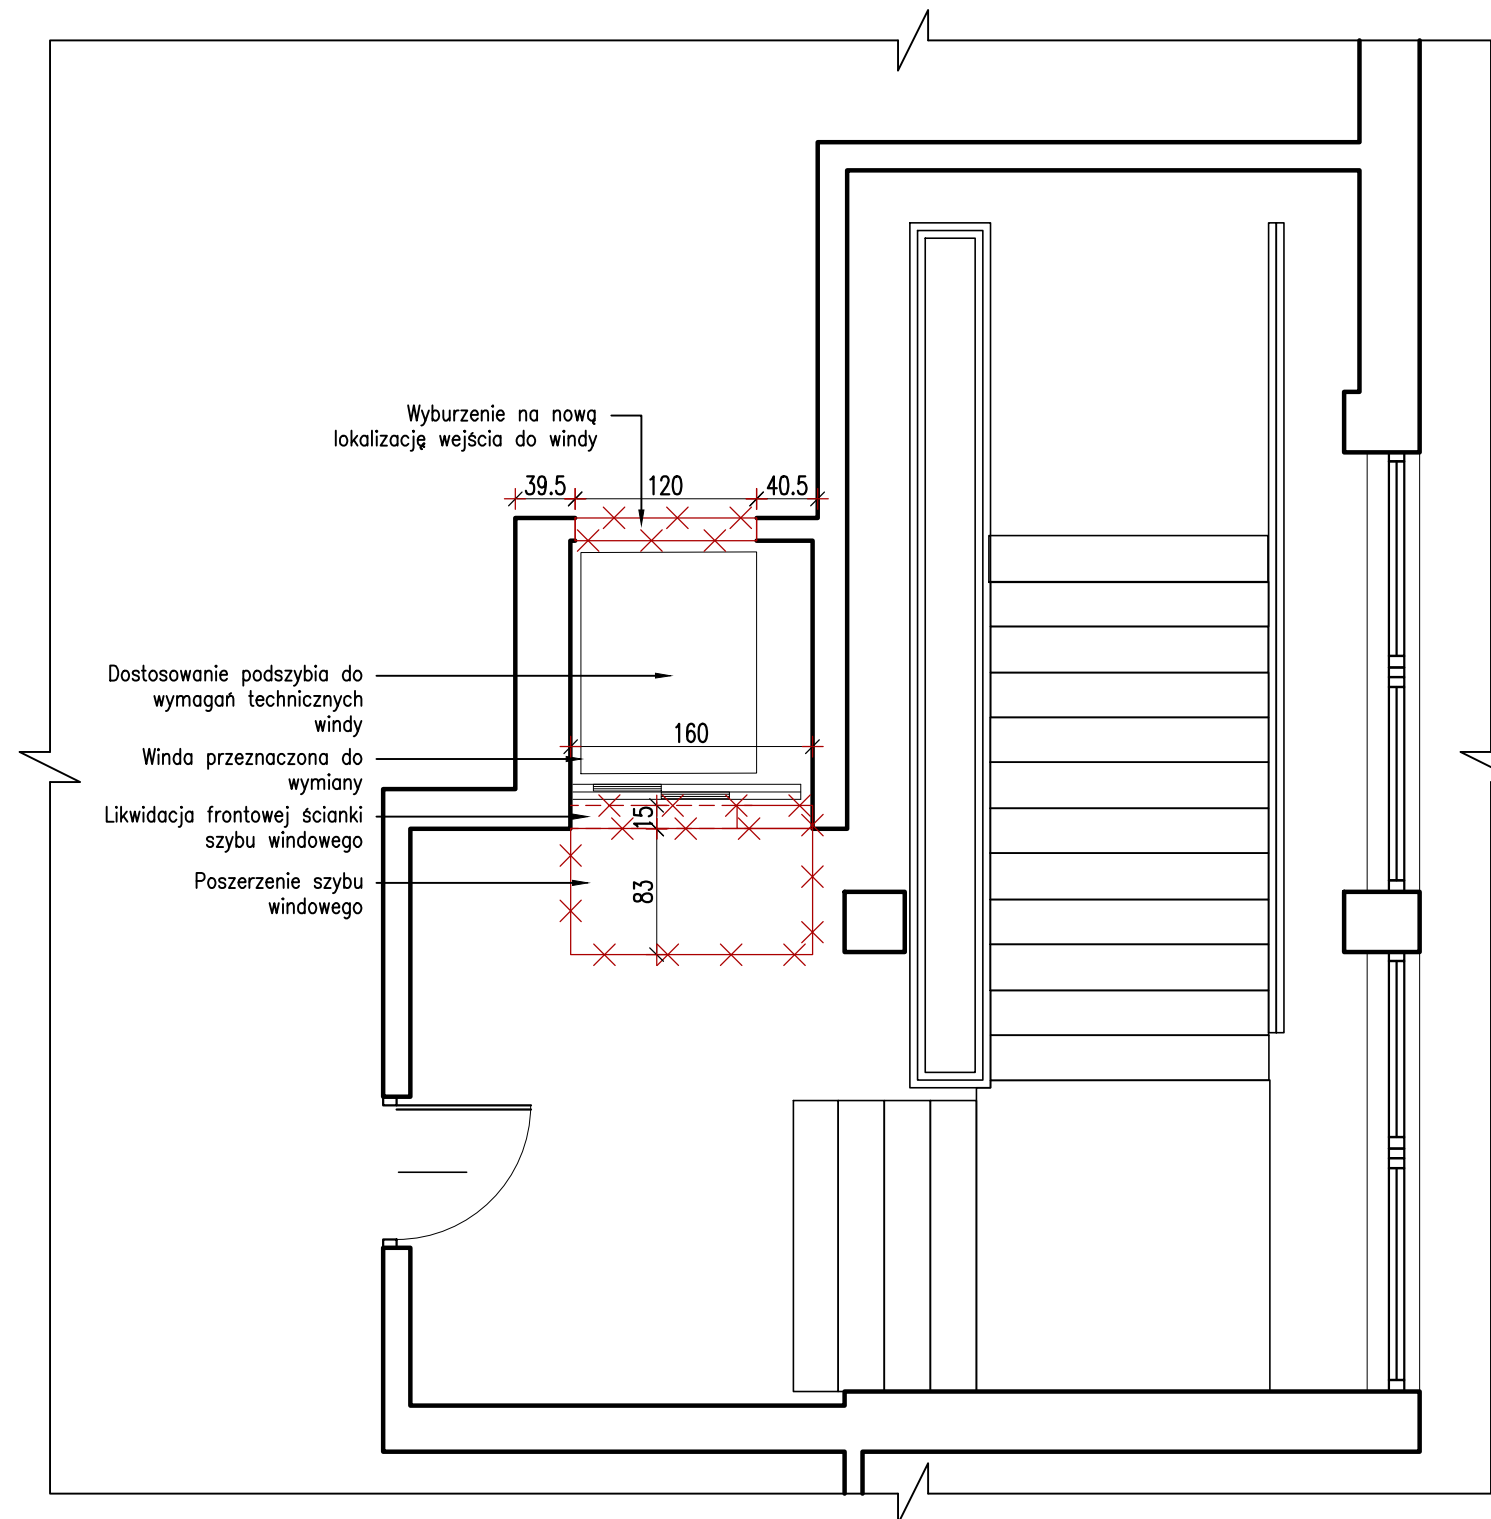 Wyburzenie na nową
lokalizację wejścia do windy
39.5 120 40.5
Dostosowanie podszybia do
wymagań technicznych
windy
160
Winda przeznaczona do
wymiany
Likwidacja frontowej ścianki
szybu windowego
15
Poszerzenie szybu
windowego
83